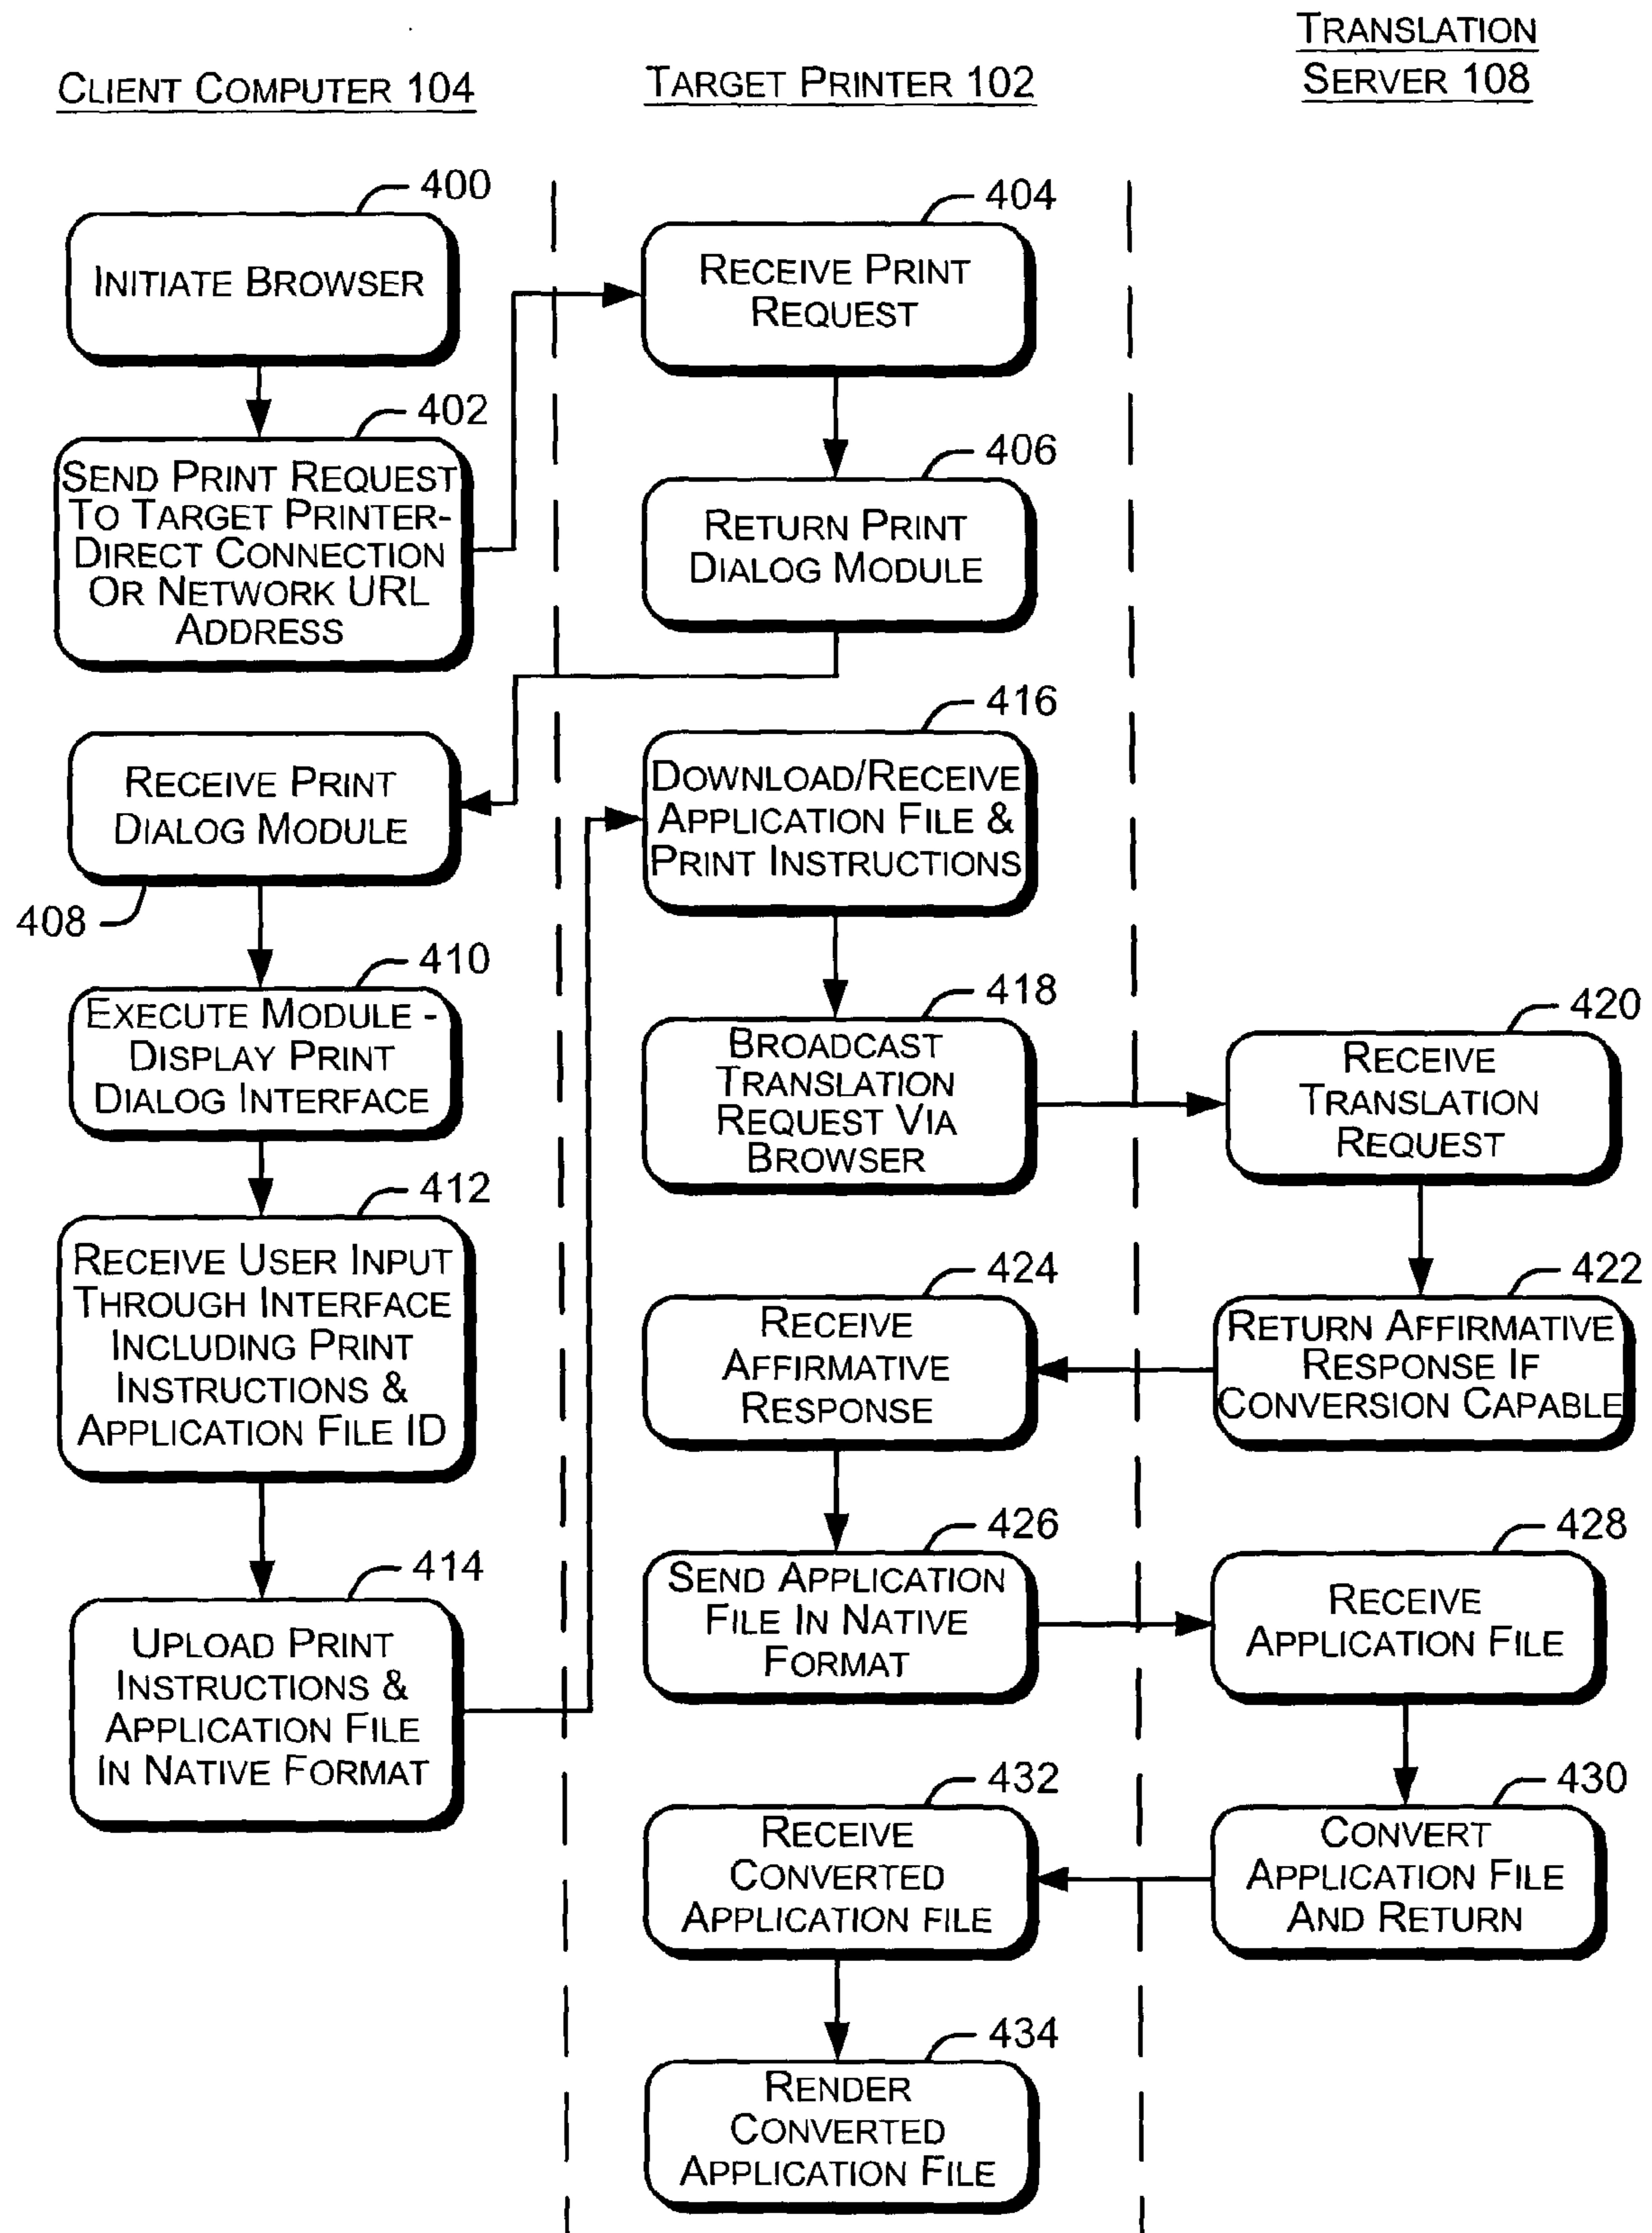 CLIENT COMPUTER 104
TARGET PRINTER 102
TRANSLATION
SERVER 108
400
INITIATE BROWSER
402
SEND PRINT REQUEST
TO TARGET PRINTER-
DIRECT CONNECTION
OR NETWORK URL
ADDRESS
404
RECEIVE PRINT
REQUEST
406
RETURN PRINT
DIALOG MODULE
RECEIVE PRINT
DIALOG MODULE
408
410
EXECUTE MODULE -
DISPLAY PRINT
DIALOG INTERFACE
412
RECEIVE USER INPUT
THROUGH INTERFACE
INCLUDING PRINT
INSTRUCTIONS &
APPLICATION FILE ID
414
UPLOAD PRINT
INSTRUCTIONS &
APPLICATION FILE
IN NATIVE FORMAT
416
DOWNLOAD/RECEIVE
APPLICATION FILE &
PRINT INSTRUCTIONS
418
BROADCAST
TRANSLATION
REQUEST VIA
BROWSER
420
RECEIVE
TRANSLATION
REQUEST
422
RETURN AFFIRMATIVE
RESPONSE IF
CONVERSION CAPABLE
424
RECEIVE
AFFIRMATIVE
RESPONSE
426
SEND APPLICATION
FILE IN NATIVE
FORMAT
428
RECEIVE
APPLICATION FILE
430
CONVERT
APPLICATION FILE
AND RETURN
432
RECEIVE
CONVERTED
APPLICATION FILE
434
RENDER
CONVERTED
APPLICATION FILE